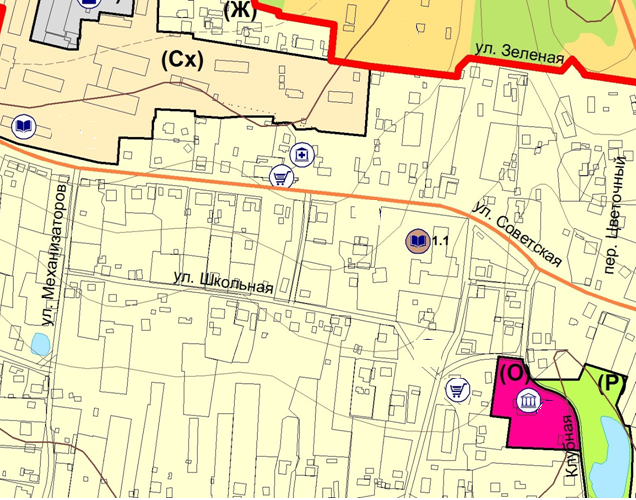 (Ж)
ул. Зеленая
(Сх)
ул. Механизаторов
ул. Советская
пер. Цветочный
1.1
ул. Школьная
(О)
(Р)
Клубная